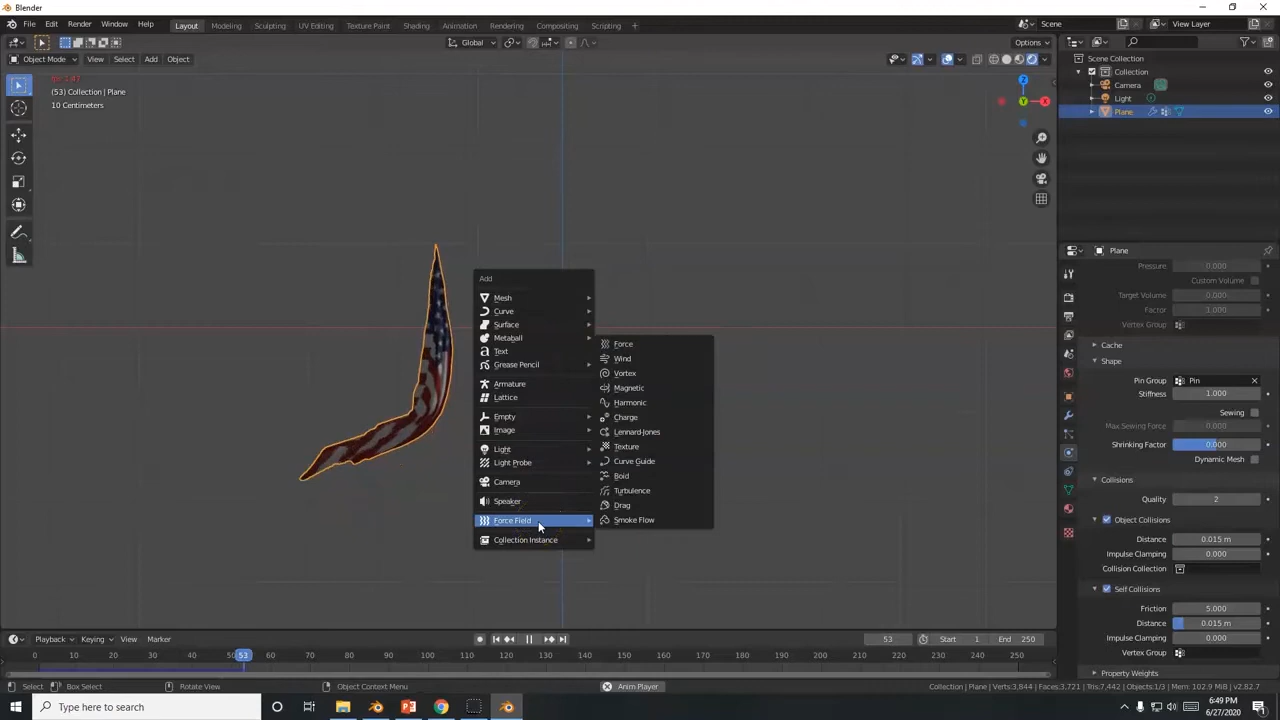 Blender
File Edit Render Window Help
Layout Modeling Sculpting UV Editing Texture Paint Shading Animation Rendering Compositing Scripting +
Scene
View Layer
Global
Options
Object Mode View Select Add Object
(53) Collection | Plane
10 Centimeters
Z
Y
X
Scene Collection
Collection
Camera
Light
Plane
Add
Mesh
Curve
Surface
Metaball
Text
Grease Pencil
Armature
Lattice
Empty
Image
Light
Light Probe
Camera
Speaker
Force Field
Collection Instance
Force
Wind
Vortex
Magnetic
Harmonic
Charge
Lennard-Jones
Texture
Curve Guide
Boid
Turbulence
Drag
Smoke Flow
Plane
Pressure 0.000
Custom Volume
Target Volume 0.000
Factor 1.000
Vertex Group
Cache
Shape
Pin Group Pin
Stiffness 1.000
Sewing
Max Sewing Force 0.000
Shrinking Factor 0.000
Dynamic Mesh
Collisions
Quality 2
Object Collisions
Distance 0.015 m
Impulse Clamping 0.000
Collision Collection
Self Collisions
Friction 5.000
Distance 0.015 m
Impulse Clamping 0.000
Vertex Group
Property Weights
Playback Keying View Marker
53 Start 1 End 250
0 10 20 30 40 50 53 60 70 80 90 100 110 120 130 140 150 160 170 180 190 200 210 220 230 240 250
Select Box Select Rotate View Object Context Menu Anim Player Collection | Plane | Verts:3,844 | Faces:3,721 | Tris:7,442 | Objects:1/3 | Mem: 102.9 MiB | v2.82.7
Type here to search
6:49 PM
6/27/2020